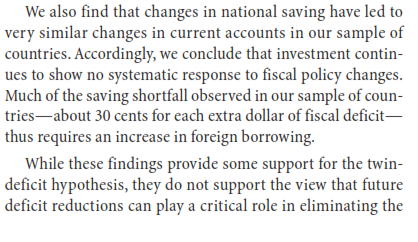 We also find that changes in national saving have led to
very similar changes in current accounts in our sample of
countries. Accordingly, we conclude that investment contin-
ues to show no systematic response to fiscal policy changes.
Much of the saving shortfall observed in our sample of coun-
tries—about 30 cents for each extra dollar of fiscal deficit—
thus requires an increase in foreign borrowing.
While these findings provide some support for the twin-
deficit hypothesis, they do not support the view that future
deficit reductions can play a critical role in eliminating the